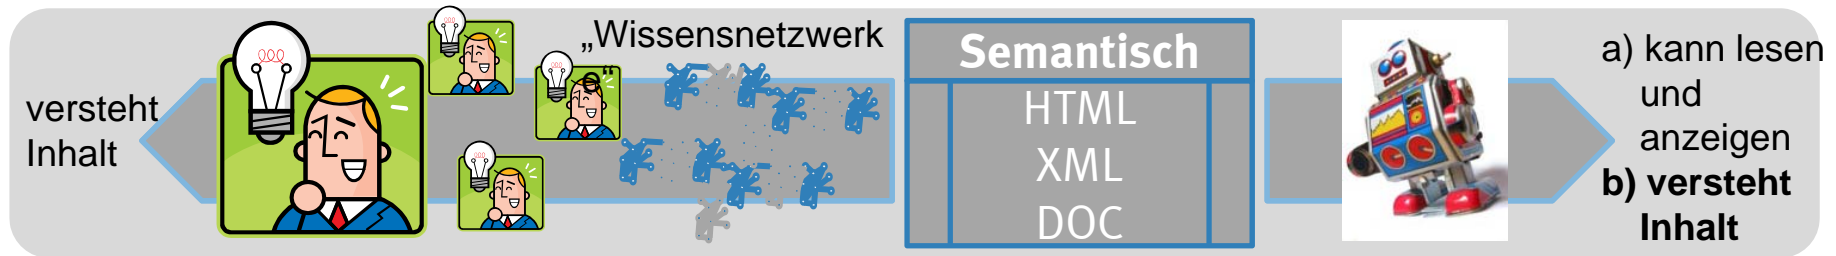 versteht
Inhalt
„Wissensnetzwerk
e“
Semantisch
HTML
XML
DOC
a) kann lesen
und
anzeigen
b) versteht
Inhalt